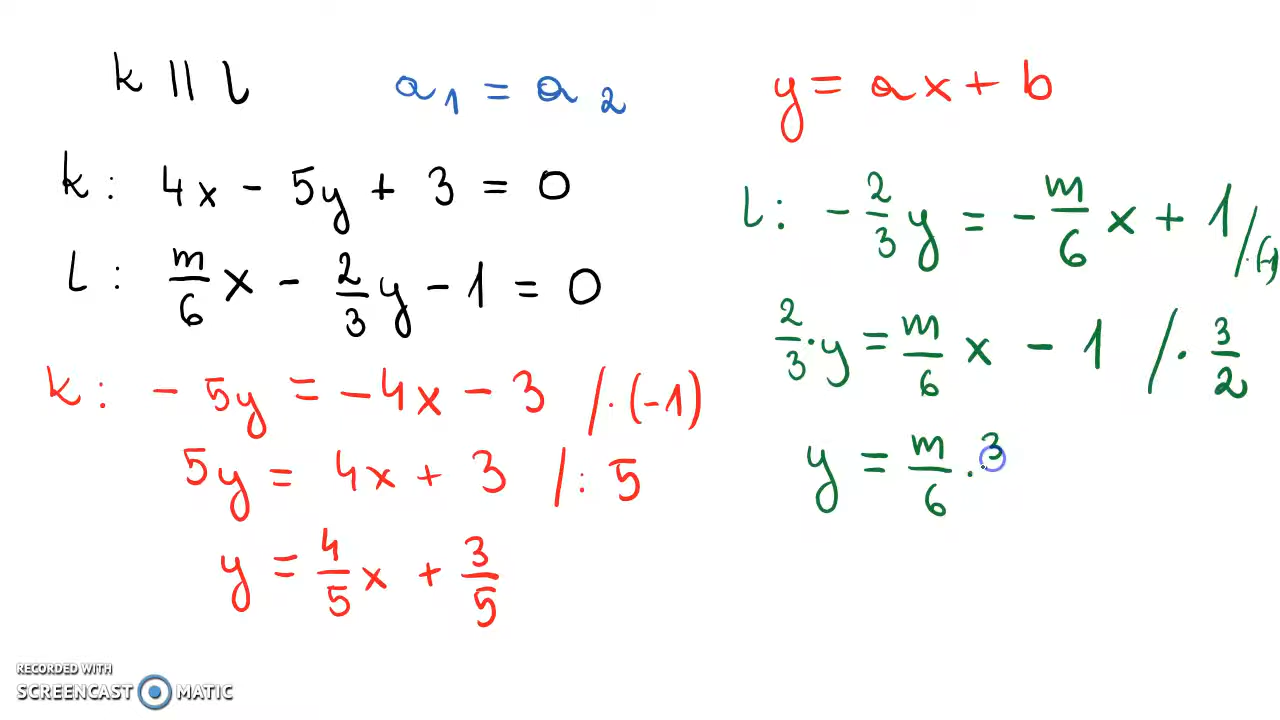 k || l
a₁ = a₂
y = ax + b
k: 4x - 5y + 3 = 0
l: m/6 x - 2/3 y - 1 = 0
k: - 5y = -4x - 3 /·(-1)
5y = 4x + 3 /: 5
y = 4/5 x + 3/5
l: - 2/3 y = - m/6 x + 1 /·(-1)
2/3 · y = m/6 x - 1 /· 3/2
y = m/6 · 3
RECORDED WITH
SCREENCAST MATIC